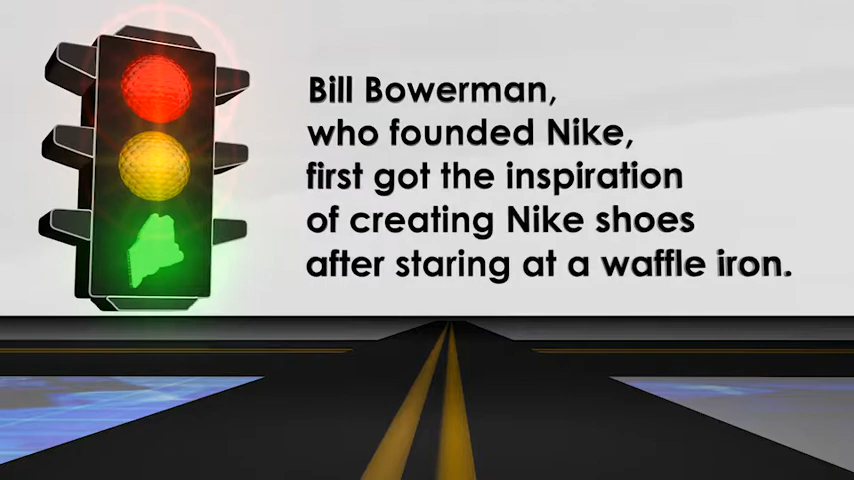 Bill Bowerman,
who founded Nike,
first got the inspiration
of creating Nike shoes
after staring at a waffle iron.